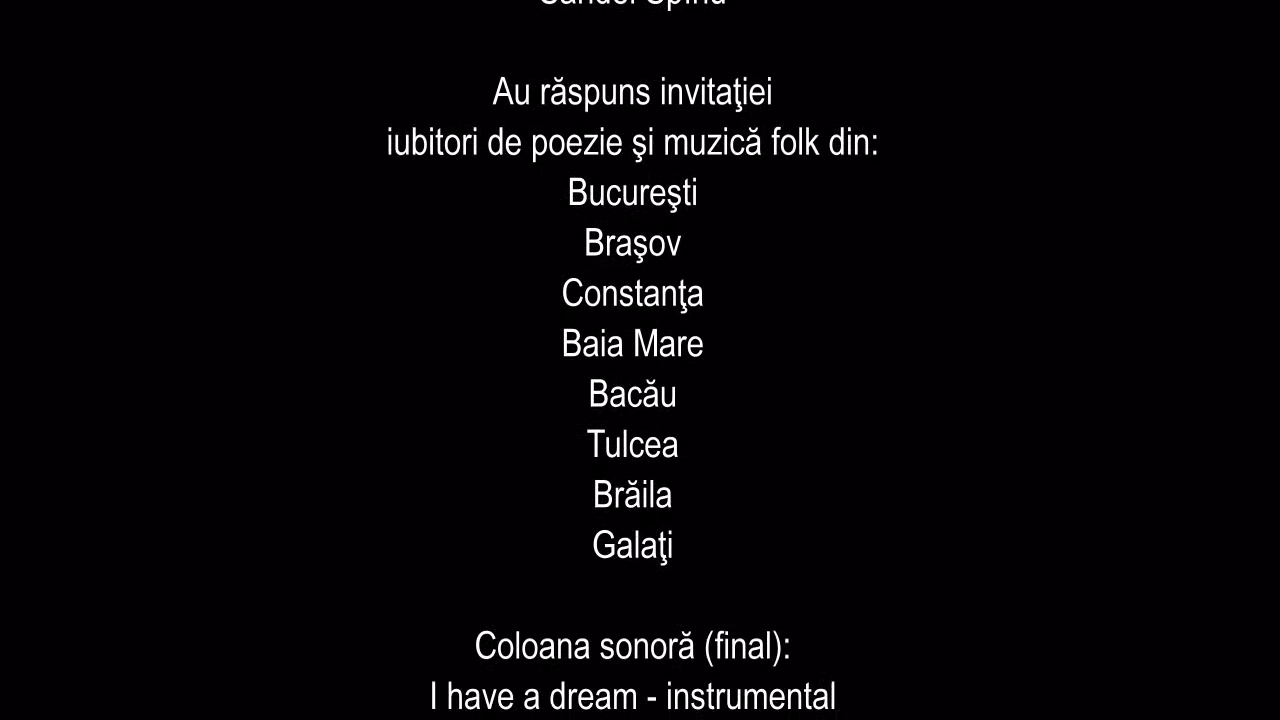 Au răspuns invitaţiei
iubitori de poezie şi muzică folk din:
Bucureşti
Braşov
Constanţa
Baia Mare
Bacău
Tulcea
Brăila
Galaţi
Coloana sonoră (final):
I have a dream - instrumental